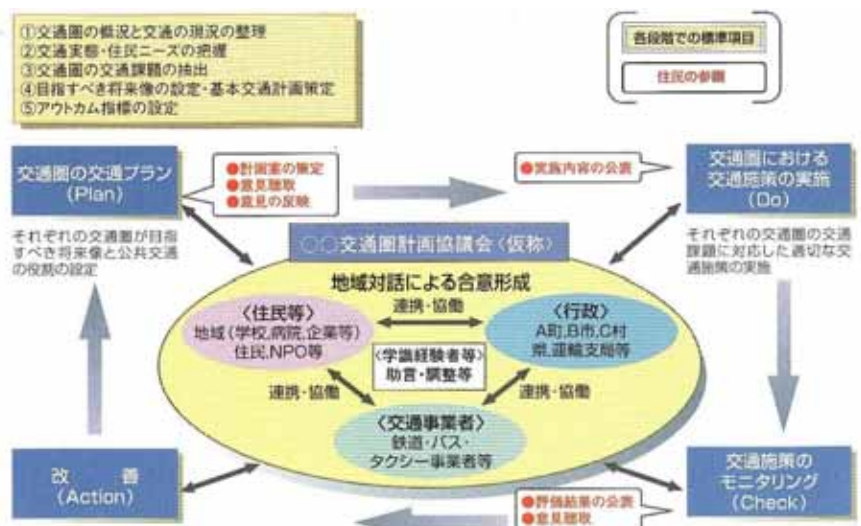 ①交通圏の概況と交通の現況の整理
②交通実態・住民ニーズの把握
③交通圏の交通課題の抽出
④目指すべき将来像の設定・基本交通計画策定
⑤アウトカム指標の設定
各段階での標準項目
住民の参画
交通圏の交通プラン
(Plan)
●計画案の策定
●意見聴取
●意見の反映
●実施内容の公表
交通圏における
交通施策の実施
(Do)
それぞれの交通圏が目指
すべき将来像と公共交通
の役割の設定
それぞれの交通圏の交通
課題に対応した適切な交
通施策の実施
○○交通圏計画協議会〈仮称〉
地域対話による合意形成
連携・協働
〈住民等〉
地域(学校,病院,企業等)
住民,NPO等
〈行政〉
A町,B市,C村
県,運輸支局等
〈学識経験者等〉
助言・調整等
連携・協働
連携・協働
〈交通事業者〉
鉄道・バス・
タクシー事業者等
改　善
(Action)
交通施策の
モニタリング
(Check)
●評価結果の公表
●意見聴取